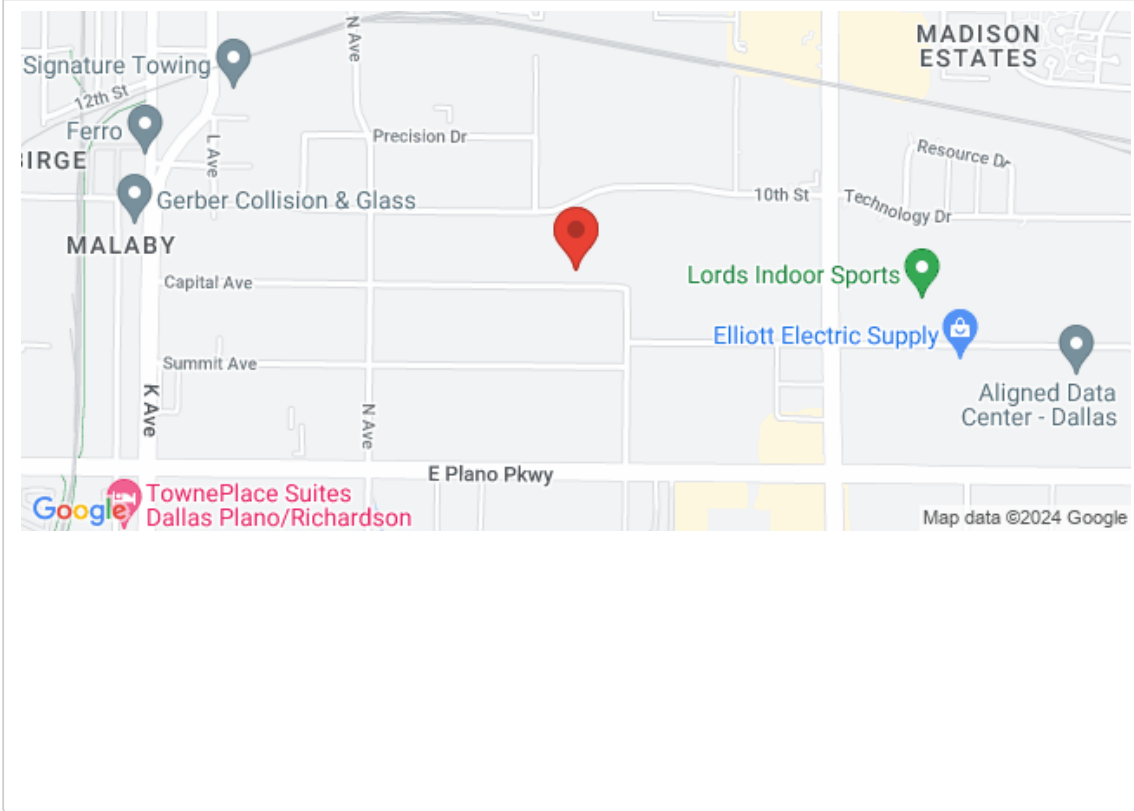 N Ave
MADISON
ESTATES
Signature Towing
12th St
Ferro
L Ave
Precision Dr
Resource Dr
BIRGE
Gerber Collision & Glass
10th St
Technology Dr
MALABY
Capital Ave
Lords Indoor Sports
Elliott Electric Supply
Summit Ave
K Ave
N Ave
Aligned Data
Center - Dallas
E Plano Pkwy
TownePlace Suites
Dallas Plano/Richardson
Google
Map data ©2024 Google